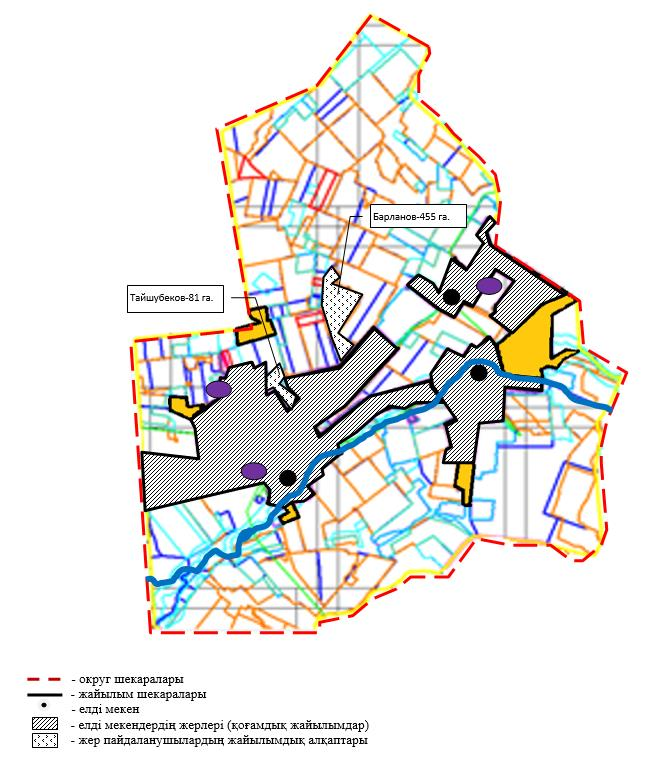 Барланов-455 га.
Тайшубеков-81 га.
- округ шекаралары
- жайылым шекаралары
- елді мекен
- елді мекендердің жерлері (қоғамдық жайылымдар)
- жер пайдаланушылардың жайылымдық алқаптары